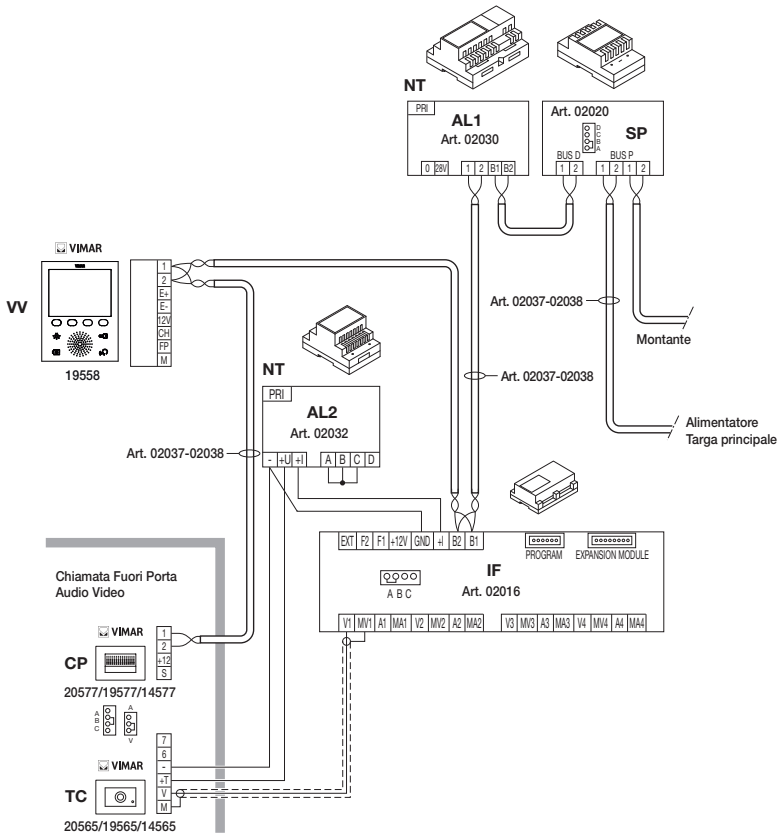 NT
PRI
AL1
Art. 02030
0 28V 1 2 B1 B2
Art. 02020
D
C
B
A
SP
BUS D BUS P
1 2 1 2 1 2
VIMAR
VV
19558
1
2
E+
E-
12V
CH
FP
M
Art. 02037-02038
Montante
NT
PRI
AL2
Art. 02032
- +U +I A B C D
Art. 02037-02038
Art. 02037-02038
Alimentatore
Targa principale
EXT F2 F1 +12V GND +I B2 B1
PROGRAM EXPANSION MODULE
IF
Art. 02016
A B C
V1 MV1 A1 MA1 V2 MV2 A2 MA2 V3 MV3 A3 MA3 V4 MV4 A4 MA4
Chiamata Fuori Porta
Audio Video
VIMAR
CP
1
2
+12
S
20577/19577/14577
A
B
C
A
V
VIMAR
TC
7
6
-
+T
V
M
20565/19565/14565